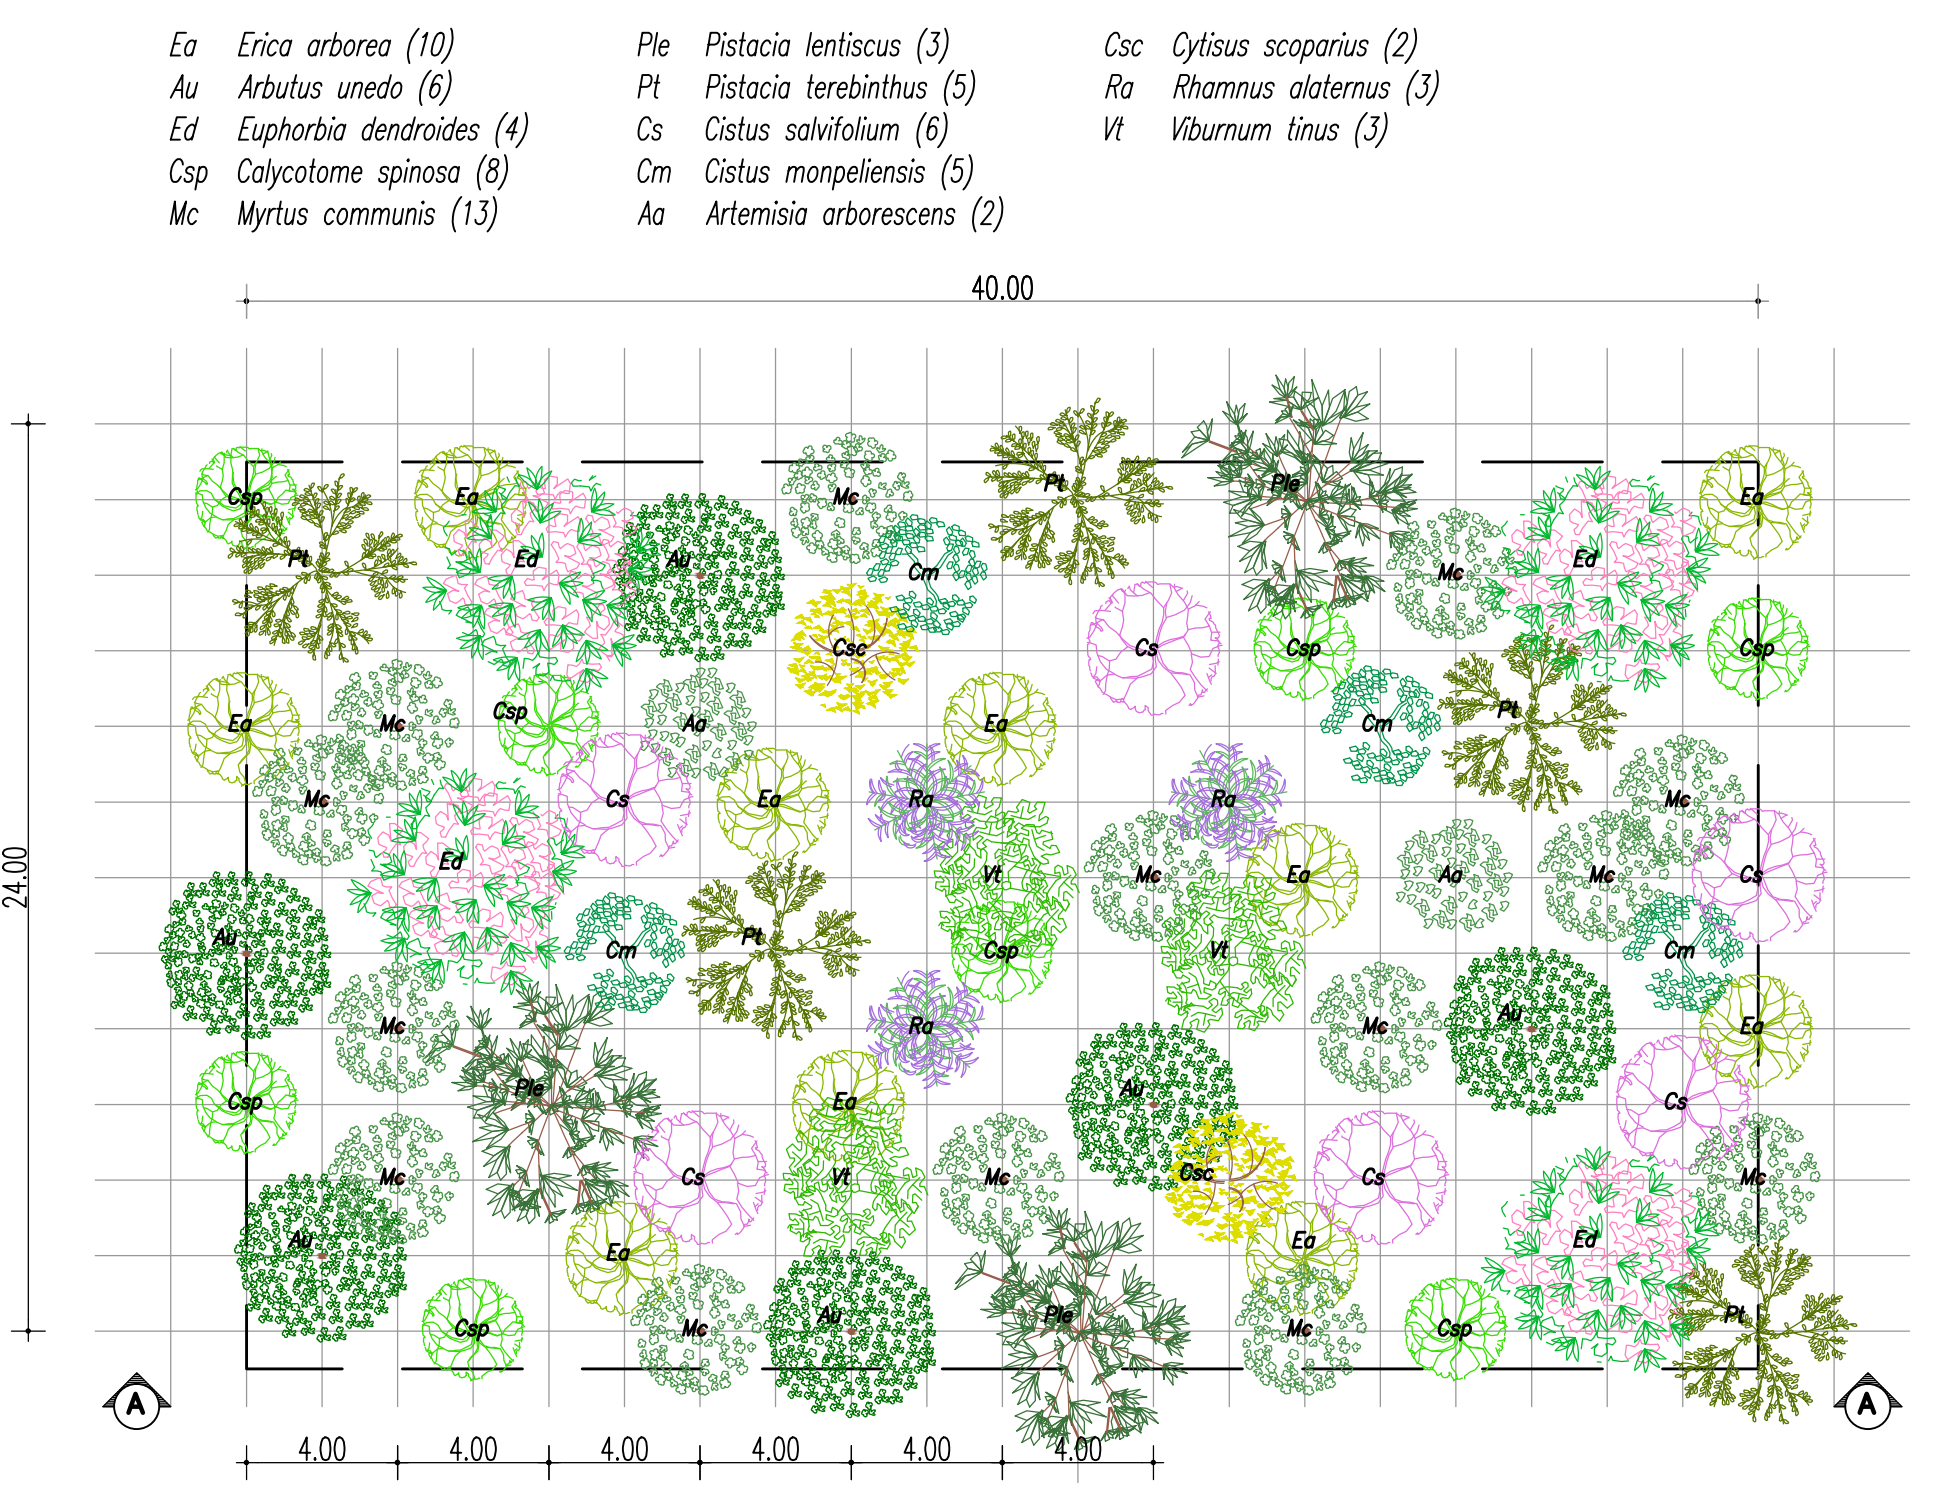 Ea Erica arborea (10) Ple Pistacia lentiscus (3) Csc Cytisus scoparius (2)
Au Arbutus unedo (6) Pt Pistacia terebinthus (5) Ra Rhamnus alaternus (3)
Ed Euphorbia dendroides (4) Cs Cistus salvifolium (6) Vt Viburnum tinus (3)
Csp Calycotome spinosa (8) Cm Cistus monpeliensis (5)
Mc Myrtus communis (13) Aa Artemisia arborescens (2)
40.00
Csp Ea Mc Pt Ple Ea
Pt Ed Au Cm Mc Ed
Csc Cs Csp Csp
Ea Mc Csp Aa Ea Cm Pt
Mc Cs Ea Ra Ra Mc
Ed Vt Mc Ea Aa Mc Cs
24.00
Au Cm Pt Csp Vt Cm
Mc Ra Mc Au Ea
Csp Ple Ea Au Cs
Mc Cs Vt Mc Csc Cs Mc
Au Ea Ea Ed
Csp Mc Au Ple Mc Csp Pt
A A
4.00 4.00 4.00 4.00 4.00 4.00